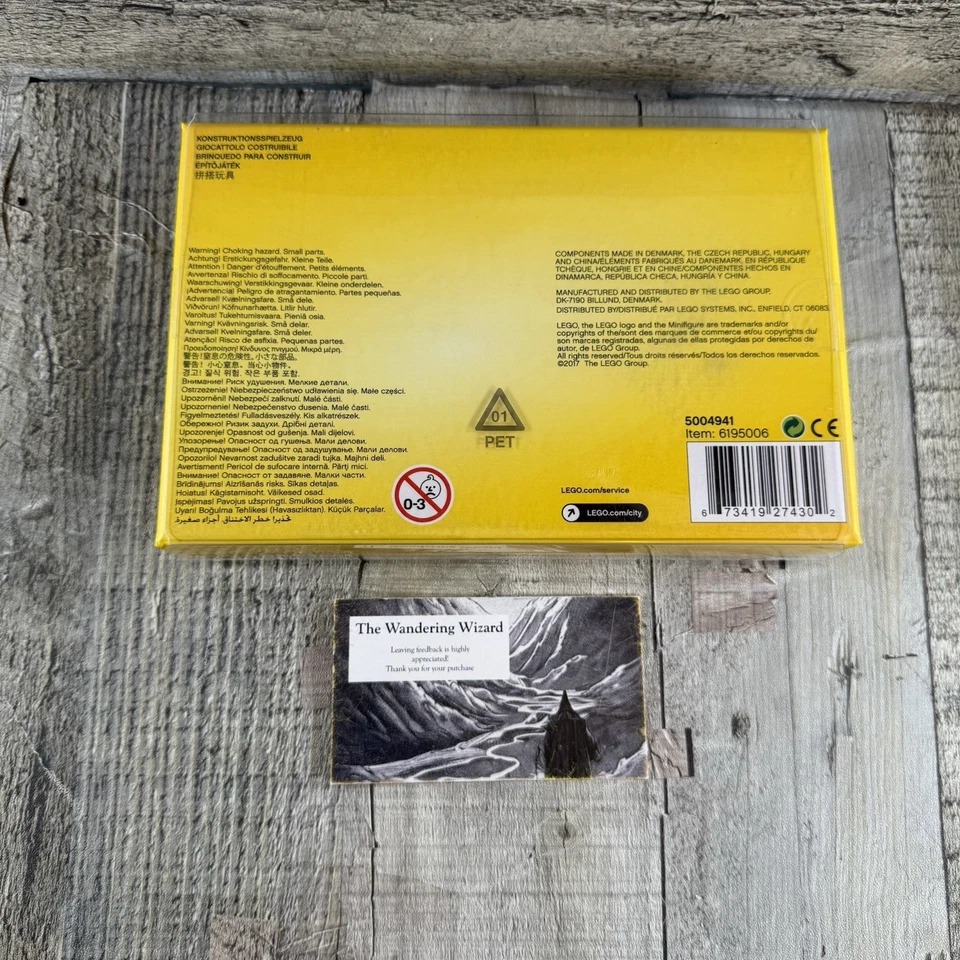 KONSTRUKTIONSSPIELZEUG
GIOCATTOLO COSTRUIBILE
BRINQUEDO PARA CONSTRUIR
ÉPÍTŐJÁTÉK
拼搭玩具
Warning! Choking hazard. Small parts.
Achtung! Erstickungsgefahr. Kleine Teile.
Attention ! Danger d'étouffement. Petits éléments.
Avvertenza! Rischio di soffocamento. Piccole parti.
Waarschuwing! Verstikkingsgevaar. Kleine onderdelen.
¡Advertencia! Peligro de atragantamiento. Partes pequeñas.
Advarsel! Kvælningsfare. Små dele.
Viðvörun! Köfnunarhætta. Litlir hlutir.
Varoitus! Tukehtumisvaara. Pieniä osia.
Varning! Kvävningsrisk. Små delar.
Advarsel! Kvelningsfare. Små deler.
Atenção! Risco de asfixia. Pequenas partes.
Προειδοποίηση! Κίνδυνος πνιγμού. Μικρά μέρη.
警告!窒息の危険性。小さな部品。
警告！小心窒息。当心小物件。
경고! 질식 위험. 작은 부품 포함.
Внимание! Риск удушения. Мелкие детали.
Ostrzeżenie! Niebezpieczeństwo udławienia się. Małe części.
Upozornění! Nebezpečí zalknutí. Malé části.
Upozornenie! Nebezpečenstvo dusenia. Malé časti.
Figyelmeztetés! Fulladásveszély. Kis alkatrészek.
Обережно! Ризик задухи. Дрібні деталі.
Upozorenje! Opasnost od gušenja. Mali dijelovi.
Упозорење! Опасност од гушења. Мали делови.
Предупредување! Опасност од задушување. Мали делови.
Opozorilo! Nevarnost zadušitve zaradi tujka. Majhni deli.
Avertisment! Pericol de sufocare internă. Părţi mici.
Внимание! Опасност от задавяне. Малки части.
Brīdinājums! Aizrīšanās risks. Sīkas detaļas.
Hoiatus! Kägistamisoht. Väikesed osad.
Įspėjimas! Pavojus užspringti. Smulkios detalės.
Uyarı! Boğulma Tehlikesi (Havasızlıktan). Küçük Parçalar.
تحذير! خطر الاختناق. أجزاء صغيرة.
0-3
01
PET
COMPONENTS MADE IN DENMARK, THE CZECH REPUBLIC, HUNGARY
AND CHINA/ÉLÉMENTS FABRIQUÉS AU DANEMARK, EN RÉPUBLIQUE
TCHÈQUE, HONGRIE ET EN CHINE/COMPONENTES HECHOS EN
DINAMARCA, REPÚBLICA CHECA, HUNGRÍA Y CHINA.
MANUFACTURED AND DISTRIBUTED BY THE LEGO GROUP,
DK-7190 BILLUND, DENMARK.
DISTRIBUTED BY/DISTRIBUÉ PAR LEGO SYSTEMS, INC., ENFIELD, CT 06083.
LEGO, the LEGO logo and the Minifigure are trademarks and/or
copyrights of the/sont des marques de commerce et/ou copyrights du/
son marcas registradas, algunas de ellas protegidas por derechos de
autor, de LEGO Group.
All rights reserved/Tous droits réservés/Todos los derechos reservados.
©2017 The LEGO Group.
5004941
Item: 6195006
CE
6 73419 27430 2
LEGO.com/service
LEGO.com/city
The Wandering Wizard
Leaving feedback is highly
appreciated!
Thank you for your purchase